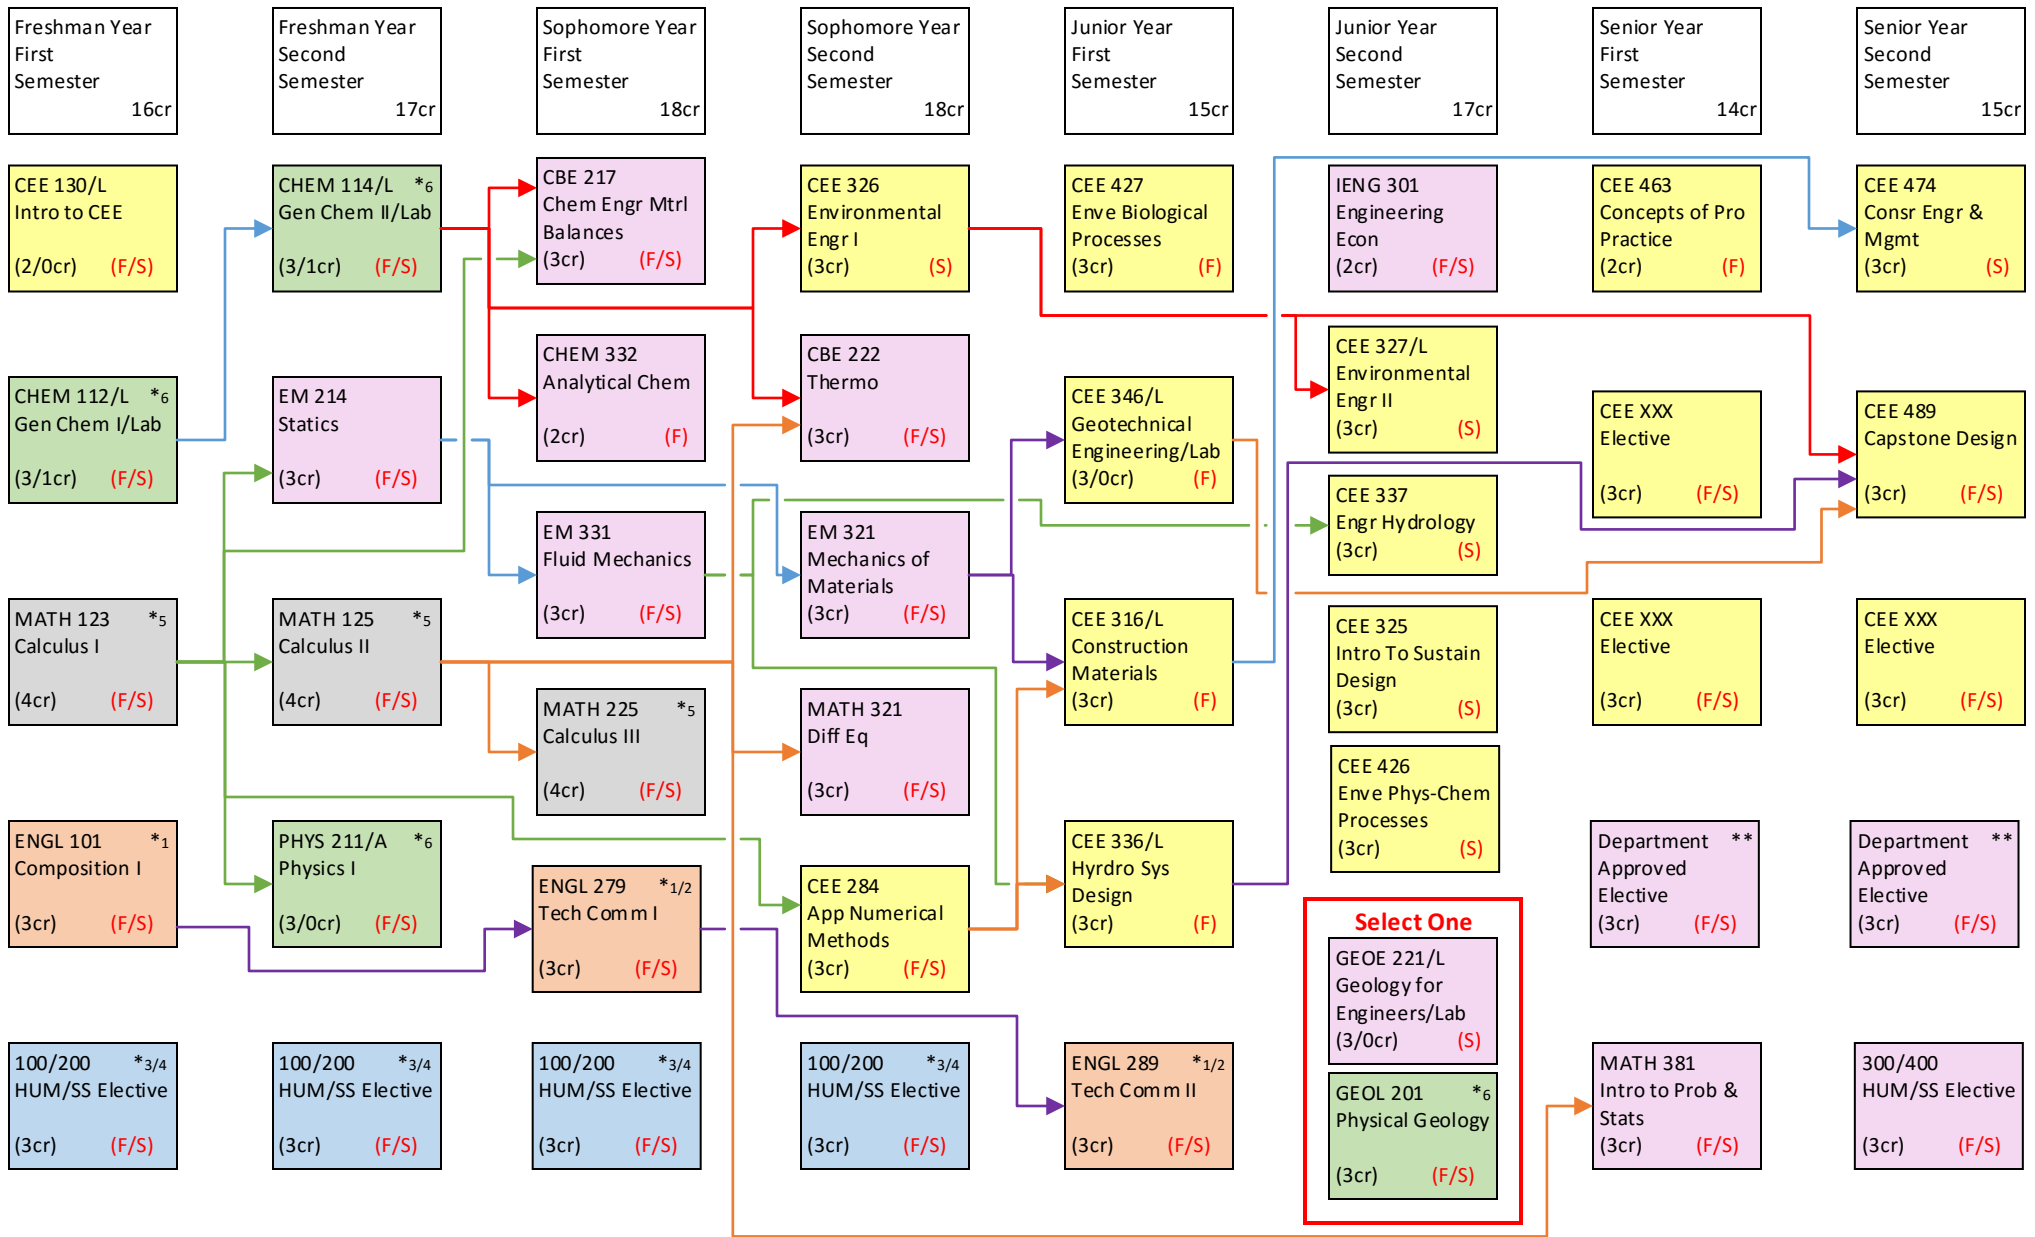 Freshman Year
First
Semester
16cr
Freshman Year
Second
Semester
17cr
Sophomore Year
First
Semester
18cr
Sophomore Year
Second
Semester
18cr
Junior Year
First
Semester
15cr
Junior Year
Second
Semester
17cr
Senior Year
First
Semester
14cr
Senior Year
Second
Semester
15cr
CEE 130/L
Intro to CEE
(2/0cr) (F/S)
CHEM 112/L *6
Gen Chem I/Lab
(3/1cr) (F/S)
MATH 123 *5
Calculus I
(4cr) (F/S)
ENGL 101 *1
Composition I
(3cr) (F/S)
100/200 *3/4
HUM/SS Elective
(3cr) (F/S)
CHEM 114/L *6
Gen Chem II/Lab
(3/1cr) (F/S)
EM 214
Statics
(3cr) (F/S)
MATH 125 *5
Calculus II
(4cr) (F/S)
PHYS 211/A *6
Physics I
(3/0cr) (F/S)
100/200 *3/4
HUM/SS Elective
(3cr) (F/S)
CBE 217
Chem Engr Mtrl
Balances
(3cr) (F/S)
CHEM 332
Analytical Chem
(2cr) (F)
EM 331
Fluid Mechanics
(3cr) (F/S)
MATH 225 *5
Calculus III
(4cr) (F/S)
ENGL 279 *1/2
Tech Comm I
(3cr) (F/S)
100/200 *3/4
HUM/SS Elective
(3cr) (F/S)
CEE 326
Environmental
Engr I
(3cr) (S)
CBE 222
Thermo
(3cr) (F/S)
EM 321
Mechanics of
Materials
(3cr) (F/S)
MATH 321
Diff Eq
(3cr) (F/S)
CEE 284
App Numerical
Methods
(3cr) (F/S)
100/200 *3/4
HUM/SS Elective
(3cr) (F/S)
CEE 427
Enve Biological
Processes
(3cr) (F)
CEE 346/L
Geotechnical
Engineering/Lab
(3/0cr) (F)
CEE 316/L
Construction
Materials
(3cr) (F)
CEE 336/L
Hyrdro Sys
Design
(3cr) (F)
ENGL 289 *1/2
Tech Comm II
(3cr) (F/S)
IENG 301
Engineering
Econ
(2cr) (F/S)
CEE 327/L
Environmental
Engr II
(3cr) (S)
CEE 337
Engr Hydrology
(3cr) (S)
CEE 325
Intro To Sustain
Design
(3cr) (S)
CEE 426
Enve Phys-Chem
Processes
(3cr) (S)
Select One
GEOE 221/L
Geology for
Engineers/Lab
(3/0cr) (S)
GEOL 201 *6
Physical Geology
(3cr) (F/S)
CEE 463
Concepts of Pro
Practice
(2cr) (F)
CEE XXX
Elective
(3cr) (F/S)
CEE XXX
Elective
(3cr) (F/S)
Department **
Approved
Elective
(3cr) (F/S)
MATH 381
Intro to Prob &
Stats
(3cr) (F/S)
CEE 474
Consr Engr &
Mgmt
(3cr) (S)
CEE 489
Capstone Design
(3cr) (F/S)
CEE XXX
Elective
(3cr) (F/S)
Department **
Approved
Elective
(3cr) (F/S)
300/400
HUM/SS Elective
(3cr) (F/S)